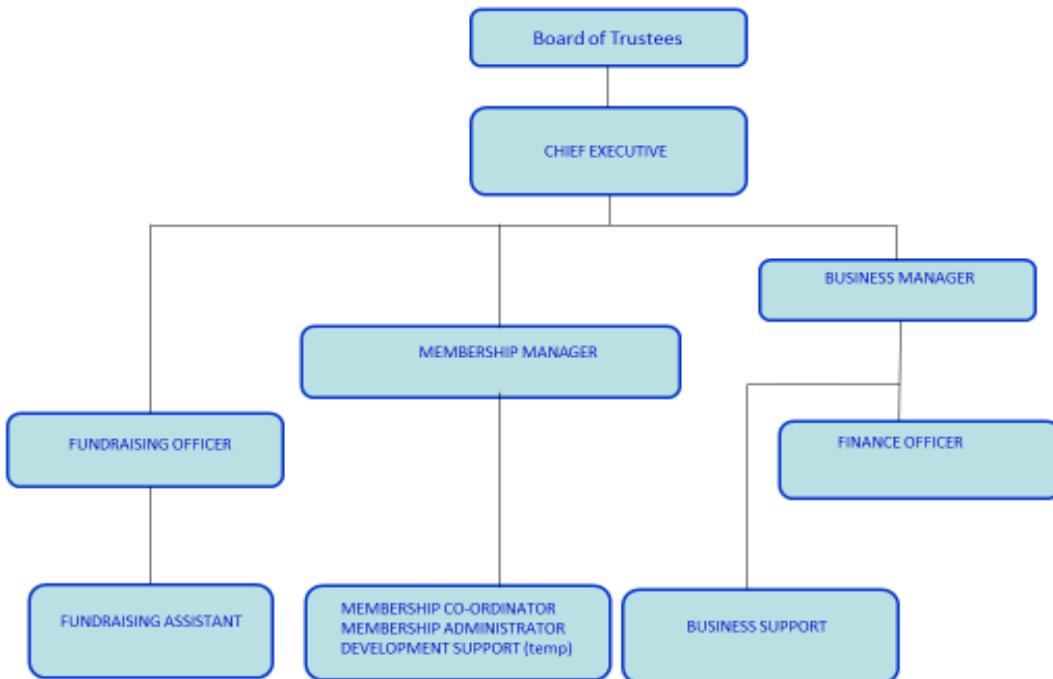 Board of Trustees
CHIEF EXECUTIVE
BUSINESS MANAGER
MEMBERSHIP MANAGER
FUNDRAISING OFFICER
FINANCE OFFICER
FUNDRAISING ASSISTANT
MEMBERSHIP CO-ORDINATOR
MEMBERSHIP ADMINISTRATOR
DEVELOPMENT SUPPORT (temp)
BUSINESS SUPPORT